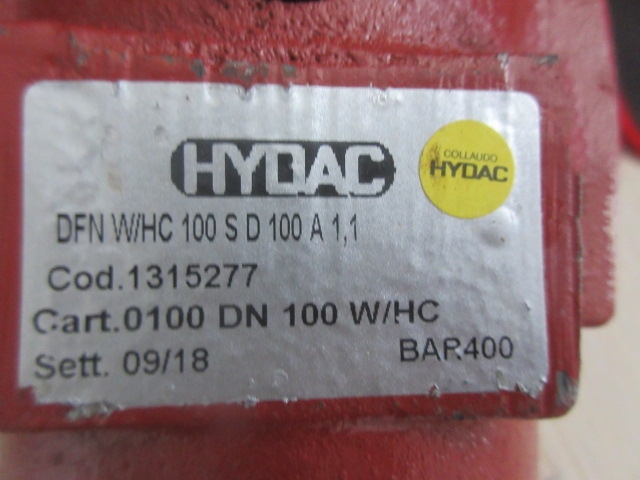 HYDAC
COLLAUDO
HYDAC
DFN W/HC 100 S D 100 A 1,1
Cod.1315277
Cart.0100 DN 100 W/HC
Sett. 09/18
BAR400